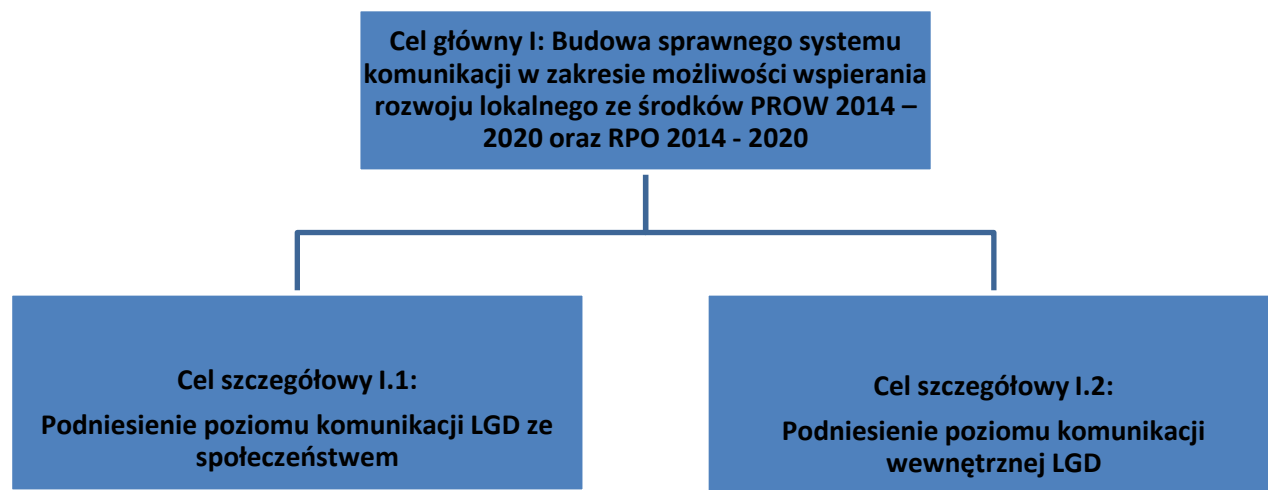 Cel główny I: Budowa sprawnego systemu
komunikacji w zakresie możliwości wspierania
rozwoju lokalnego ze środków PROW 2014 –
2020 oraz RPO 2014 - 2020
Cel szczegółowy I.1:
Podniesienie poziomu komunikacji LGD ze
społeczeństwem
Cel szczegółowy I.2:
Podniesienie poziomu komunikacji
wewnętrznej LGD